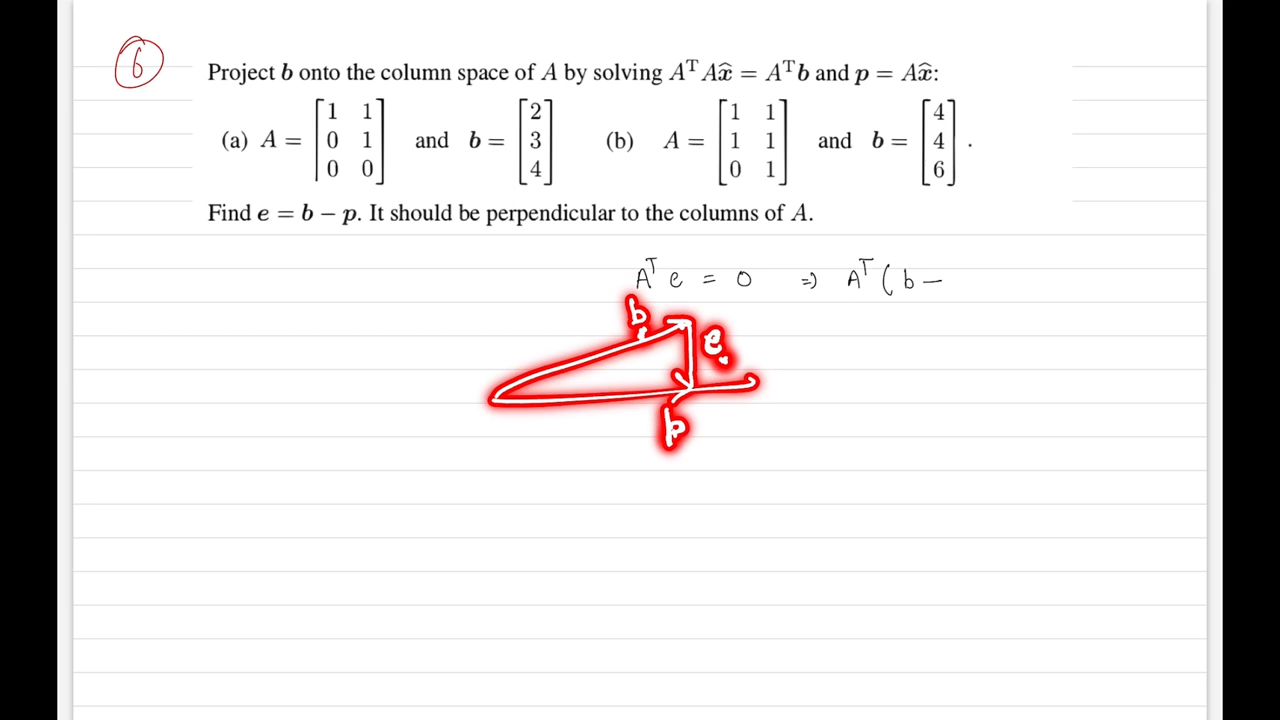 6
Project b onto the column space of A by solving AᵀAx̂ = Aᵀb and p = Ax̂:
(a) A = [1 1; 0 1; 0 0] and b = [2; 3; 4] (b) A = [1 1; 1 1; 0 1] and b = [4; 4; 6].
Find e = b − p. It should be perpendicular to the columns of A.
Aᵀ e = 0 ⇒ Aᵀ ( b −
b
e
p